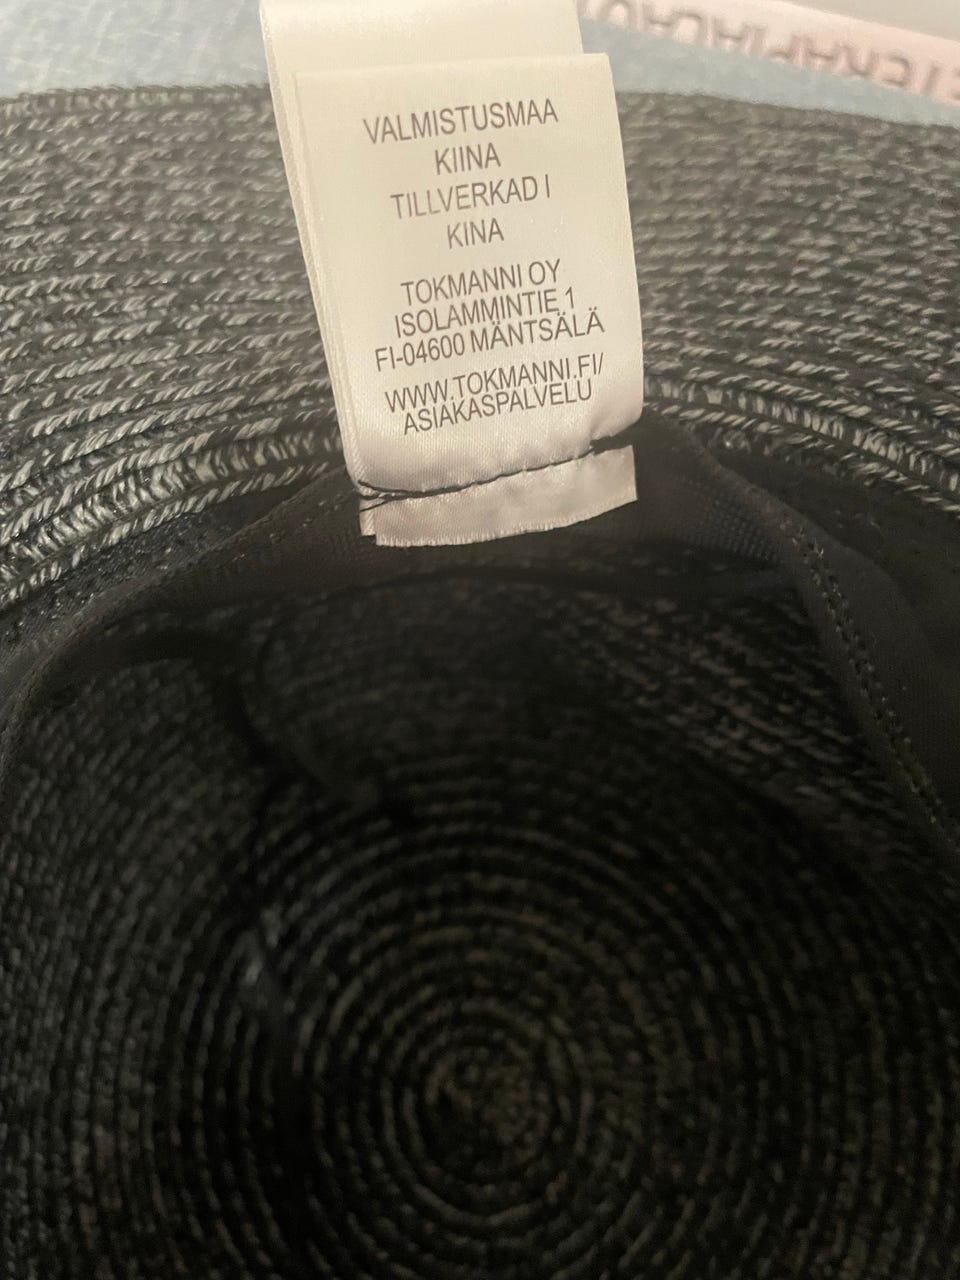 VALMISTUSMAA
KIINA
TILLVERKAD I
KINA
TOKMANNI OY
ISOLAMMINTIE 1
FI-04600 MÄNTSÄLÄ
WWW.TOKMANNI.FI/
ASIAKASPALVELU